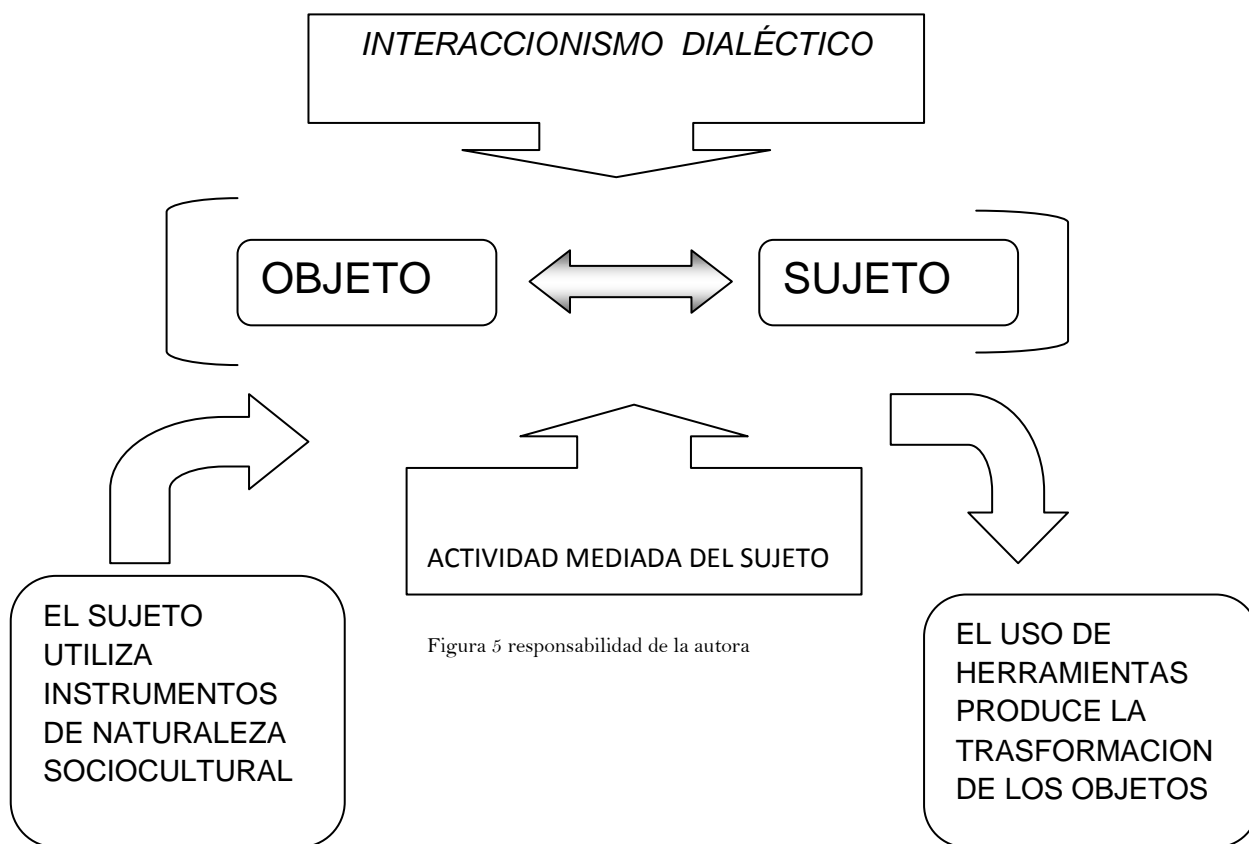 INTERACCIONISMO DIALÉCTICO
OBJETO
SUJETO
ACTIVIDAD MEDIADA DEL SUJETO
Figura 5 responsabilidad de la autora
EL SUJETO
UTILIZA
INSTRUMENTOS
DE NATURALEZA
SOCIOCULTURAL
EL USO DE
HERRAMIENTAS
PRODUCE LA
TRASFORMACION
DE LOS OBJETOS